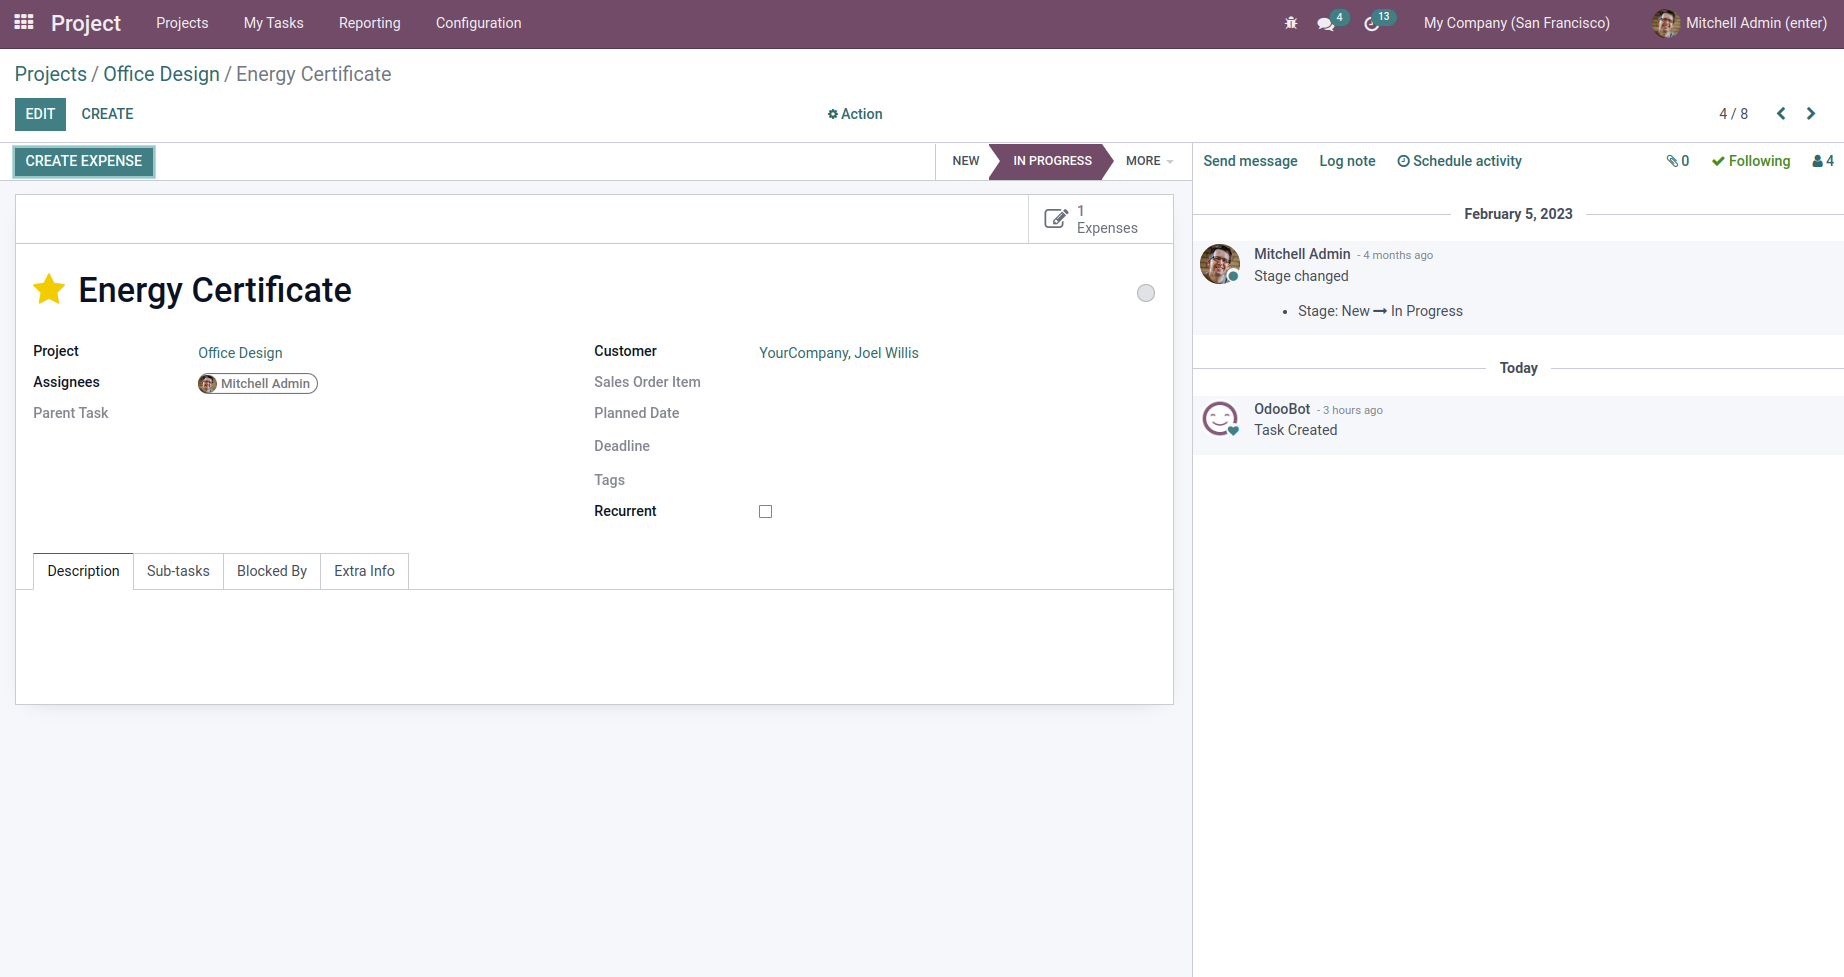 Project Projects My Tasks Reporting Configuration 4 13 My Company (San Francisco) Mitchell Admin (enter)
Projects / Office Design / Energy Certificate
EDIT CREATE Action 4 / 8
CREATE EXPENSE NEW IN PROGRESS MORE
1
Expenses
Energy Certificate
Project Office Design
Assignees Mitchell Admin
Parent Task
Customer YourCompany, Joel Willis
Sales Order Item
Planned Date
Deadline
Tags
Recurrent
Description Sub-tasks Blocked By Extra Info
Send message Log note Schedule activity 0 Following 4
February 5, 2023
Mitchell Admin - 4 months ago
Stage changed
• Stage: New → In Progress
Today
OdooBot - 3 hours ago
Task Created